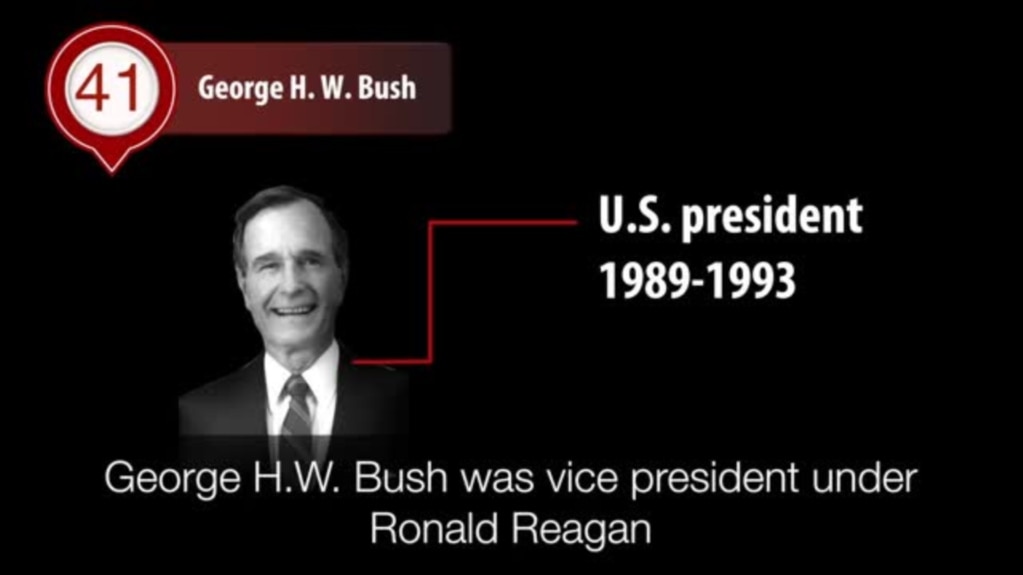 41
George H. W. Bush
U.S. president
1989-1993
George H.W. Bush was vice president under
Ronald Reagan